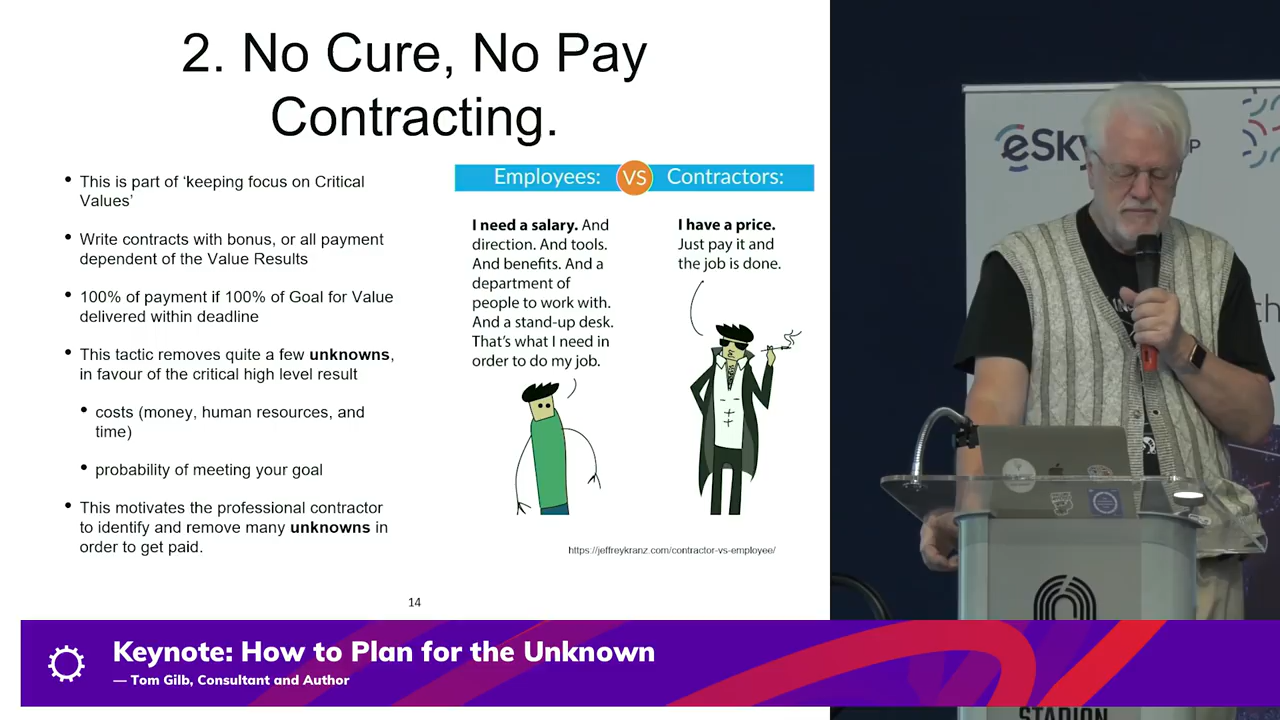 2. No Cure, No Pay
Contracting.
• This is part of ‘keeping focus on Critical
Values’
• Write contracts with bonus, or all payment
dependent of the Value Results
• 100% of payment if 100% of Goal for Value
delivered within deadline
• This tactic removes quite a few unknowns,
in favour of the critical high level result
• costs (money, human resources, and
time)
• probability of meeting your goal
• This motivates the professional contractor
to identify and remove many unknowns in
order to get paid.
Employees: VS Contractors:
I need a salary. And
direction. And tools.
And benefits. And a
department of
people to work with.
And a stand-up desk.
That’s what I need in
order to do my job.
I have a price.
Just pay it and
the job is done.
https://jeffreykranz.com/contractor-vs-employee/
14
eSky
P
ch
STADION
Keynote: How to Plan for the Unknown
— Tom Gilb, Consultant and Author